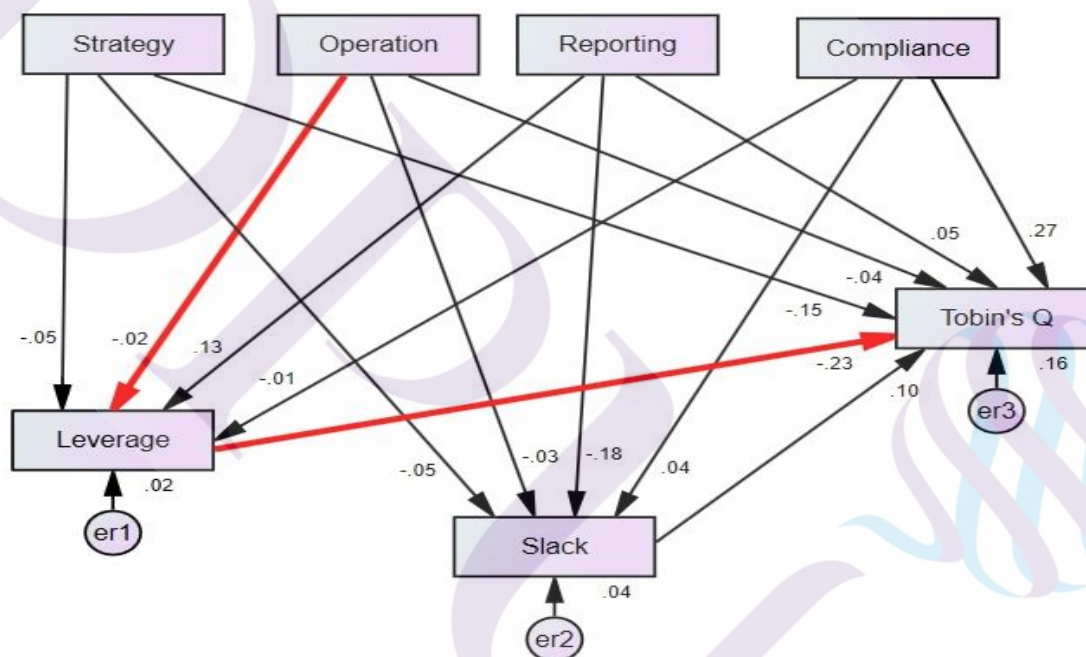 Strategy
Operation
Reporting
Compliance
.05
.27
-.04
-.15
Tobin's Q
-.05
-.02
.13
-.01
-.23
.16
.10
er3
Leverage
.02
-.05
-.03
-.18
.04
er1
Slack
.04
er2